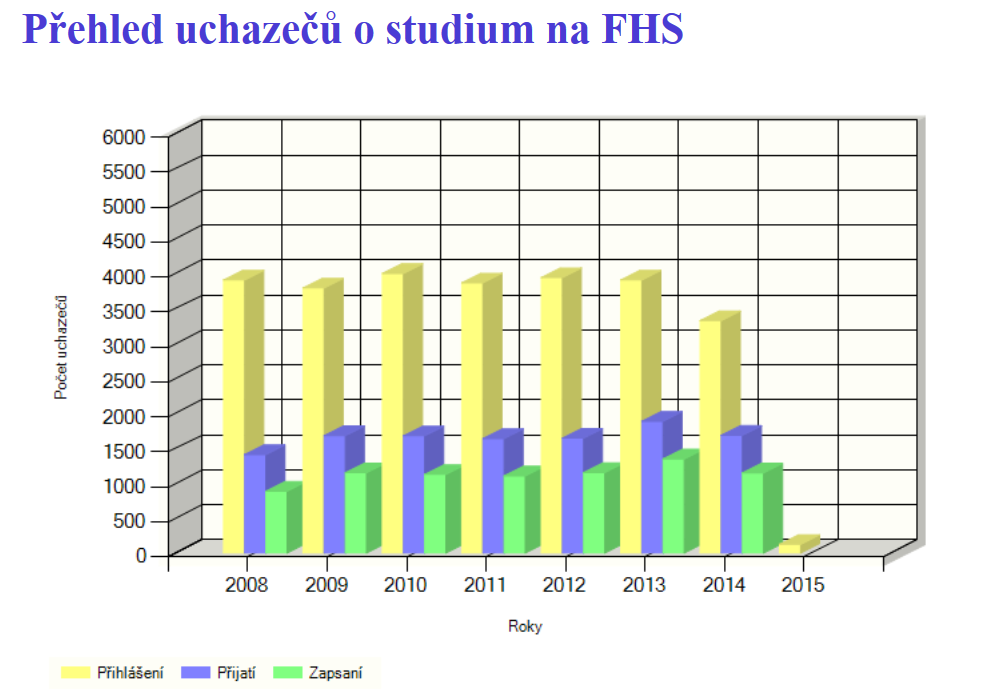 Přehled uchazečů o studium na FHS
6000
5500
5000
4500
4000
3500
3000
2500
2000
1500
1000
500
0
Počet uchazečů
2008 2009 2010 2011 2012 2013 2014 2015
Roky
Přihlášení Přijatí Zapsaní